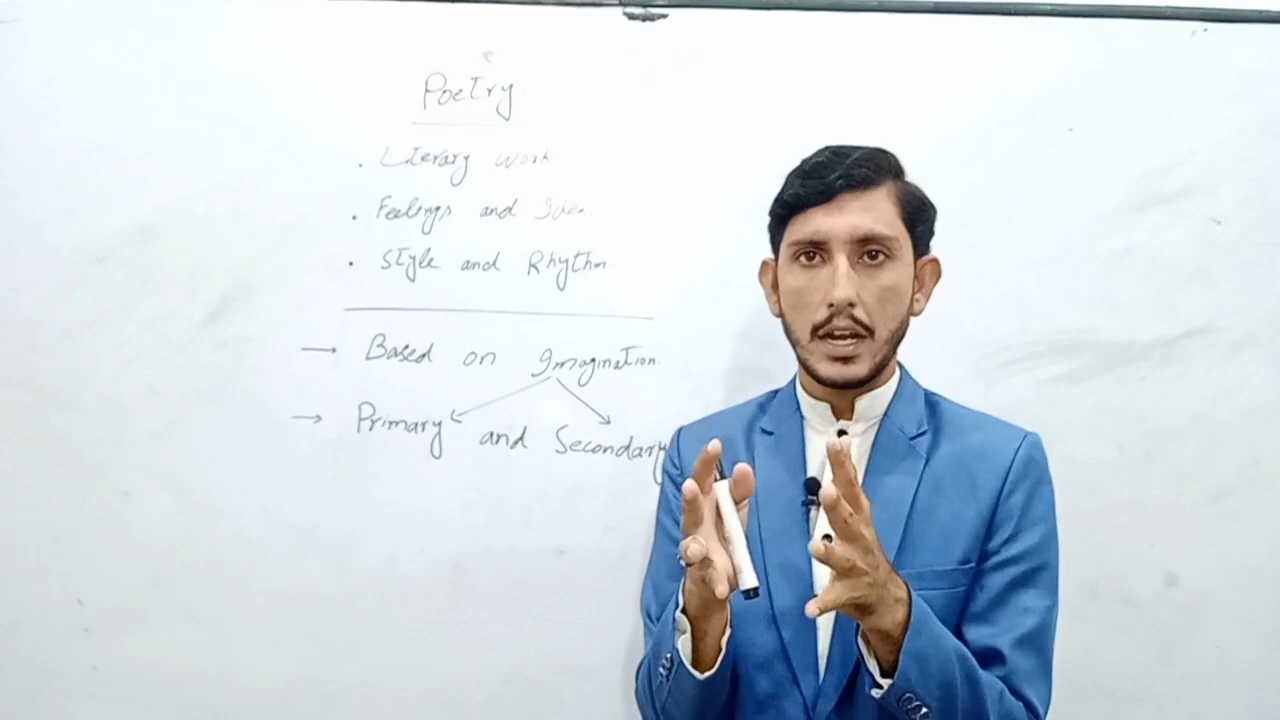 Poetry
. Literary work
. Feelings and Idea
. Style and Rhythm
→ Based on Imagination.
→ Primary and Secondary